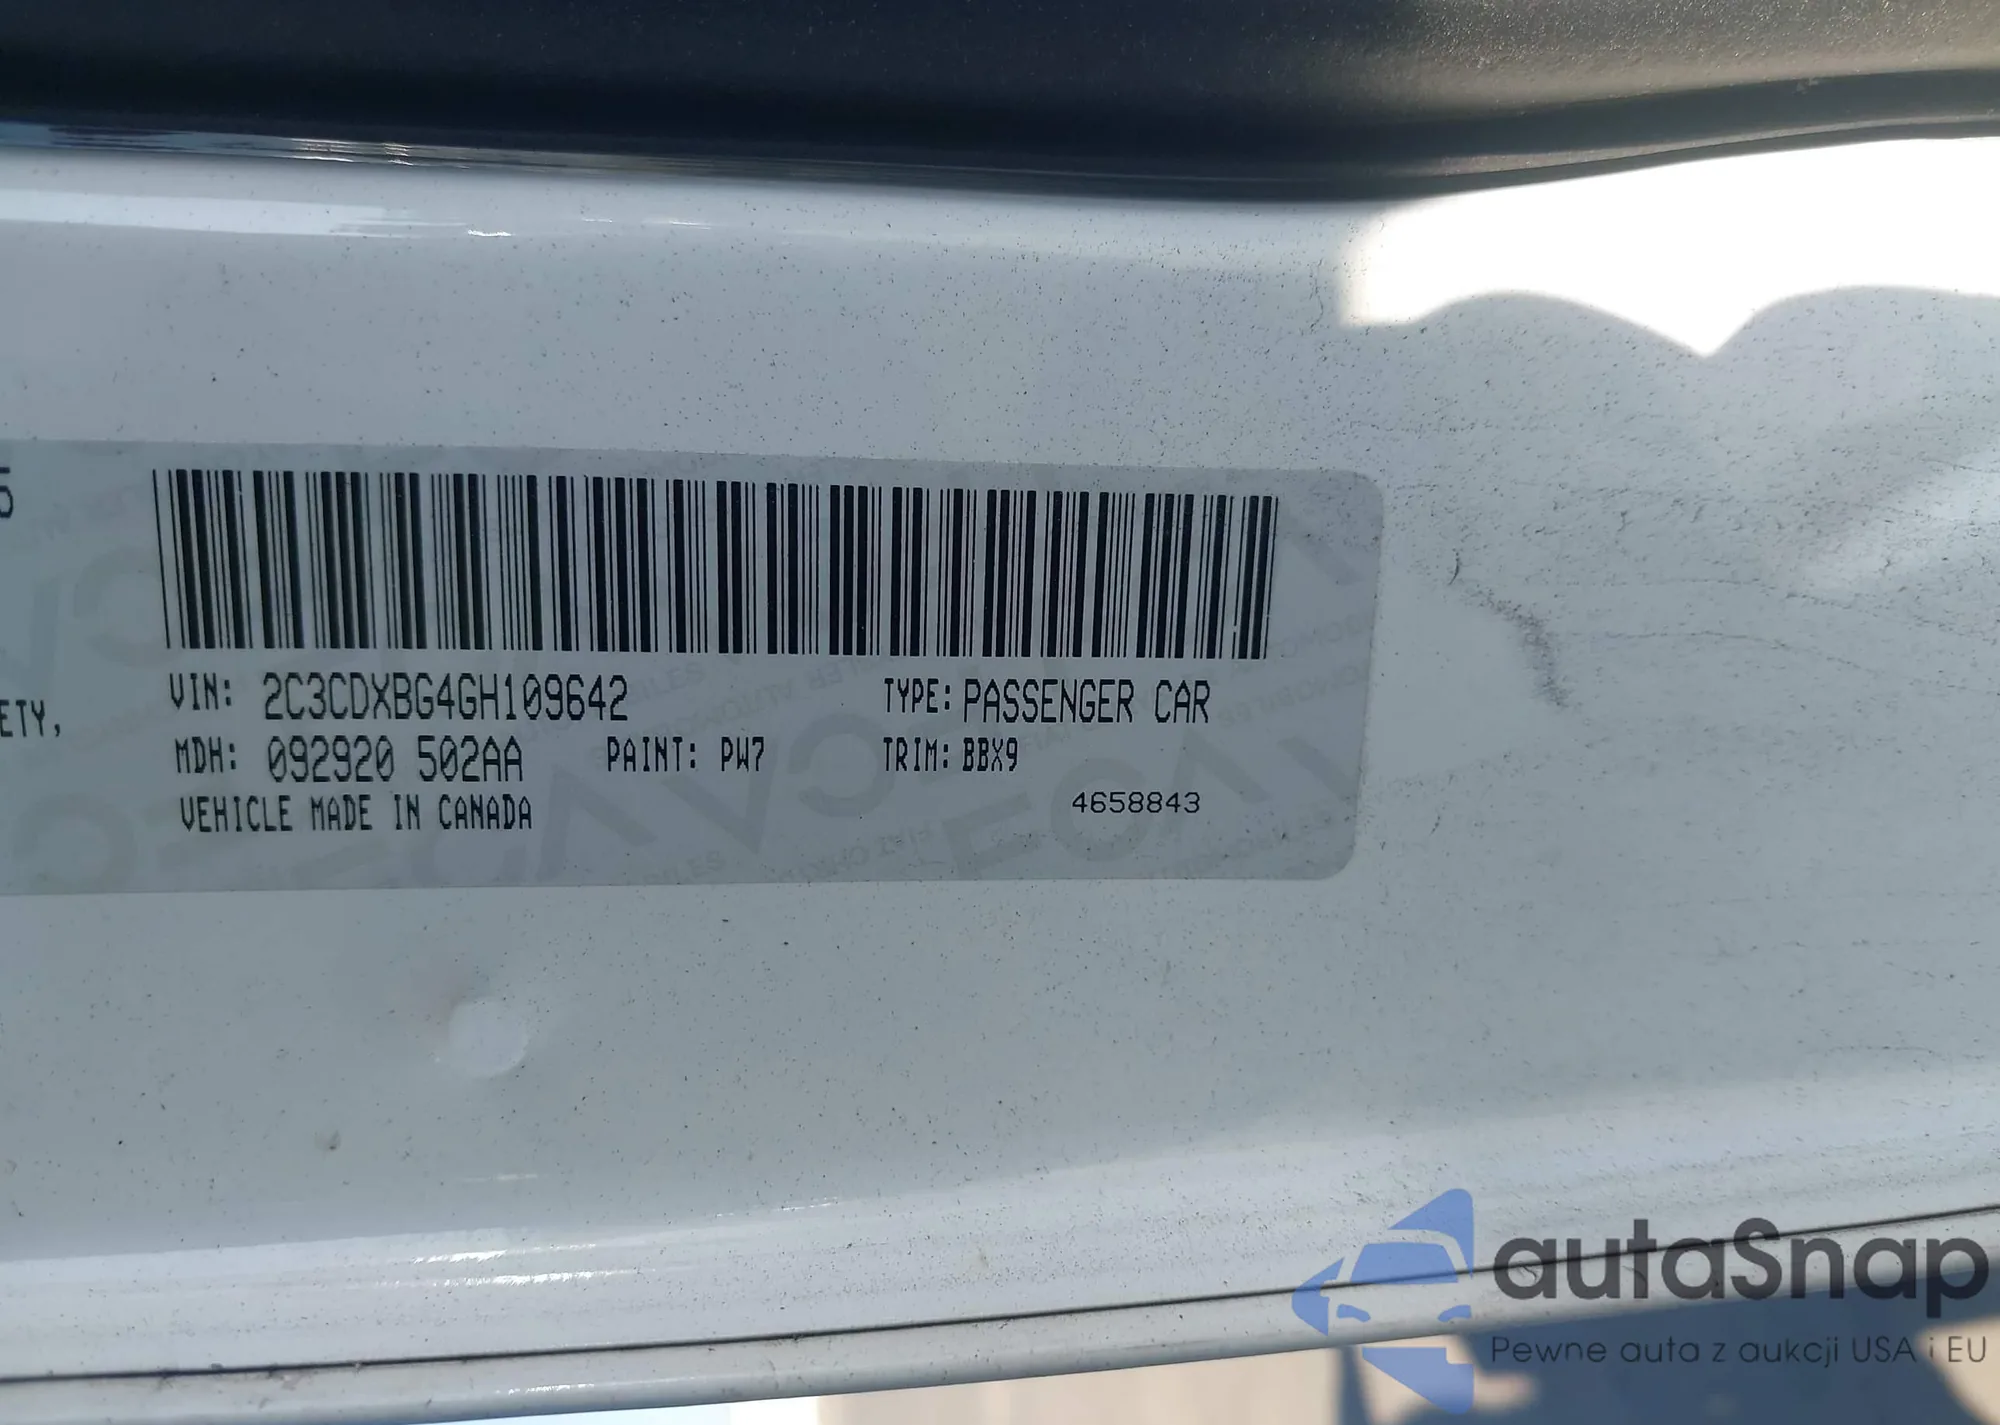 ETY,
VIN: 2C3CDXBG4GH109642 TYPE: PASSENGER CAR
MDH: 092920 502AA PAINT: PW7 TRIM: BBX9
VEHICLE MADE IN CANADA 4658843
autaSnap
Pewne auta z aukcji USA i EU